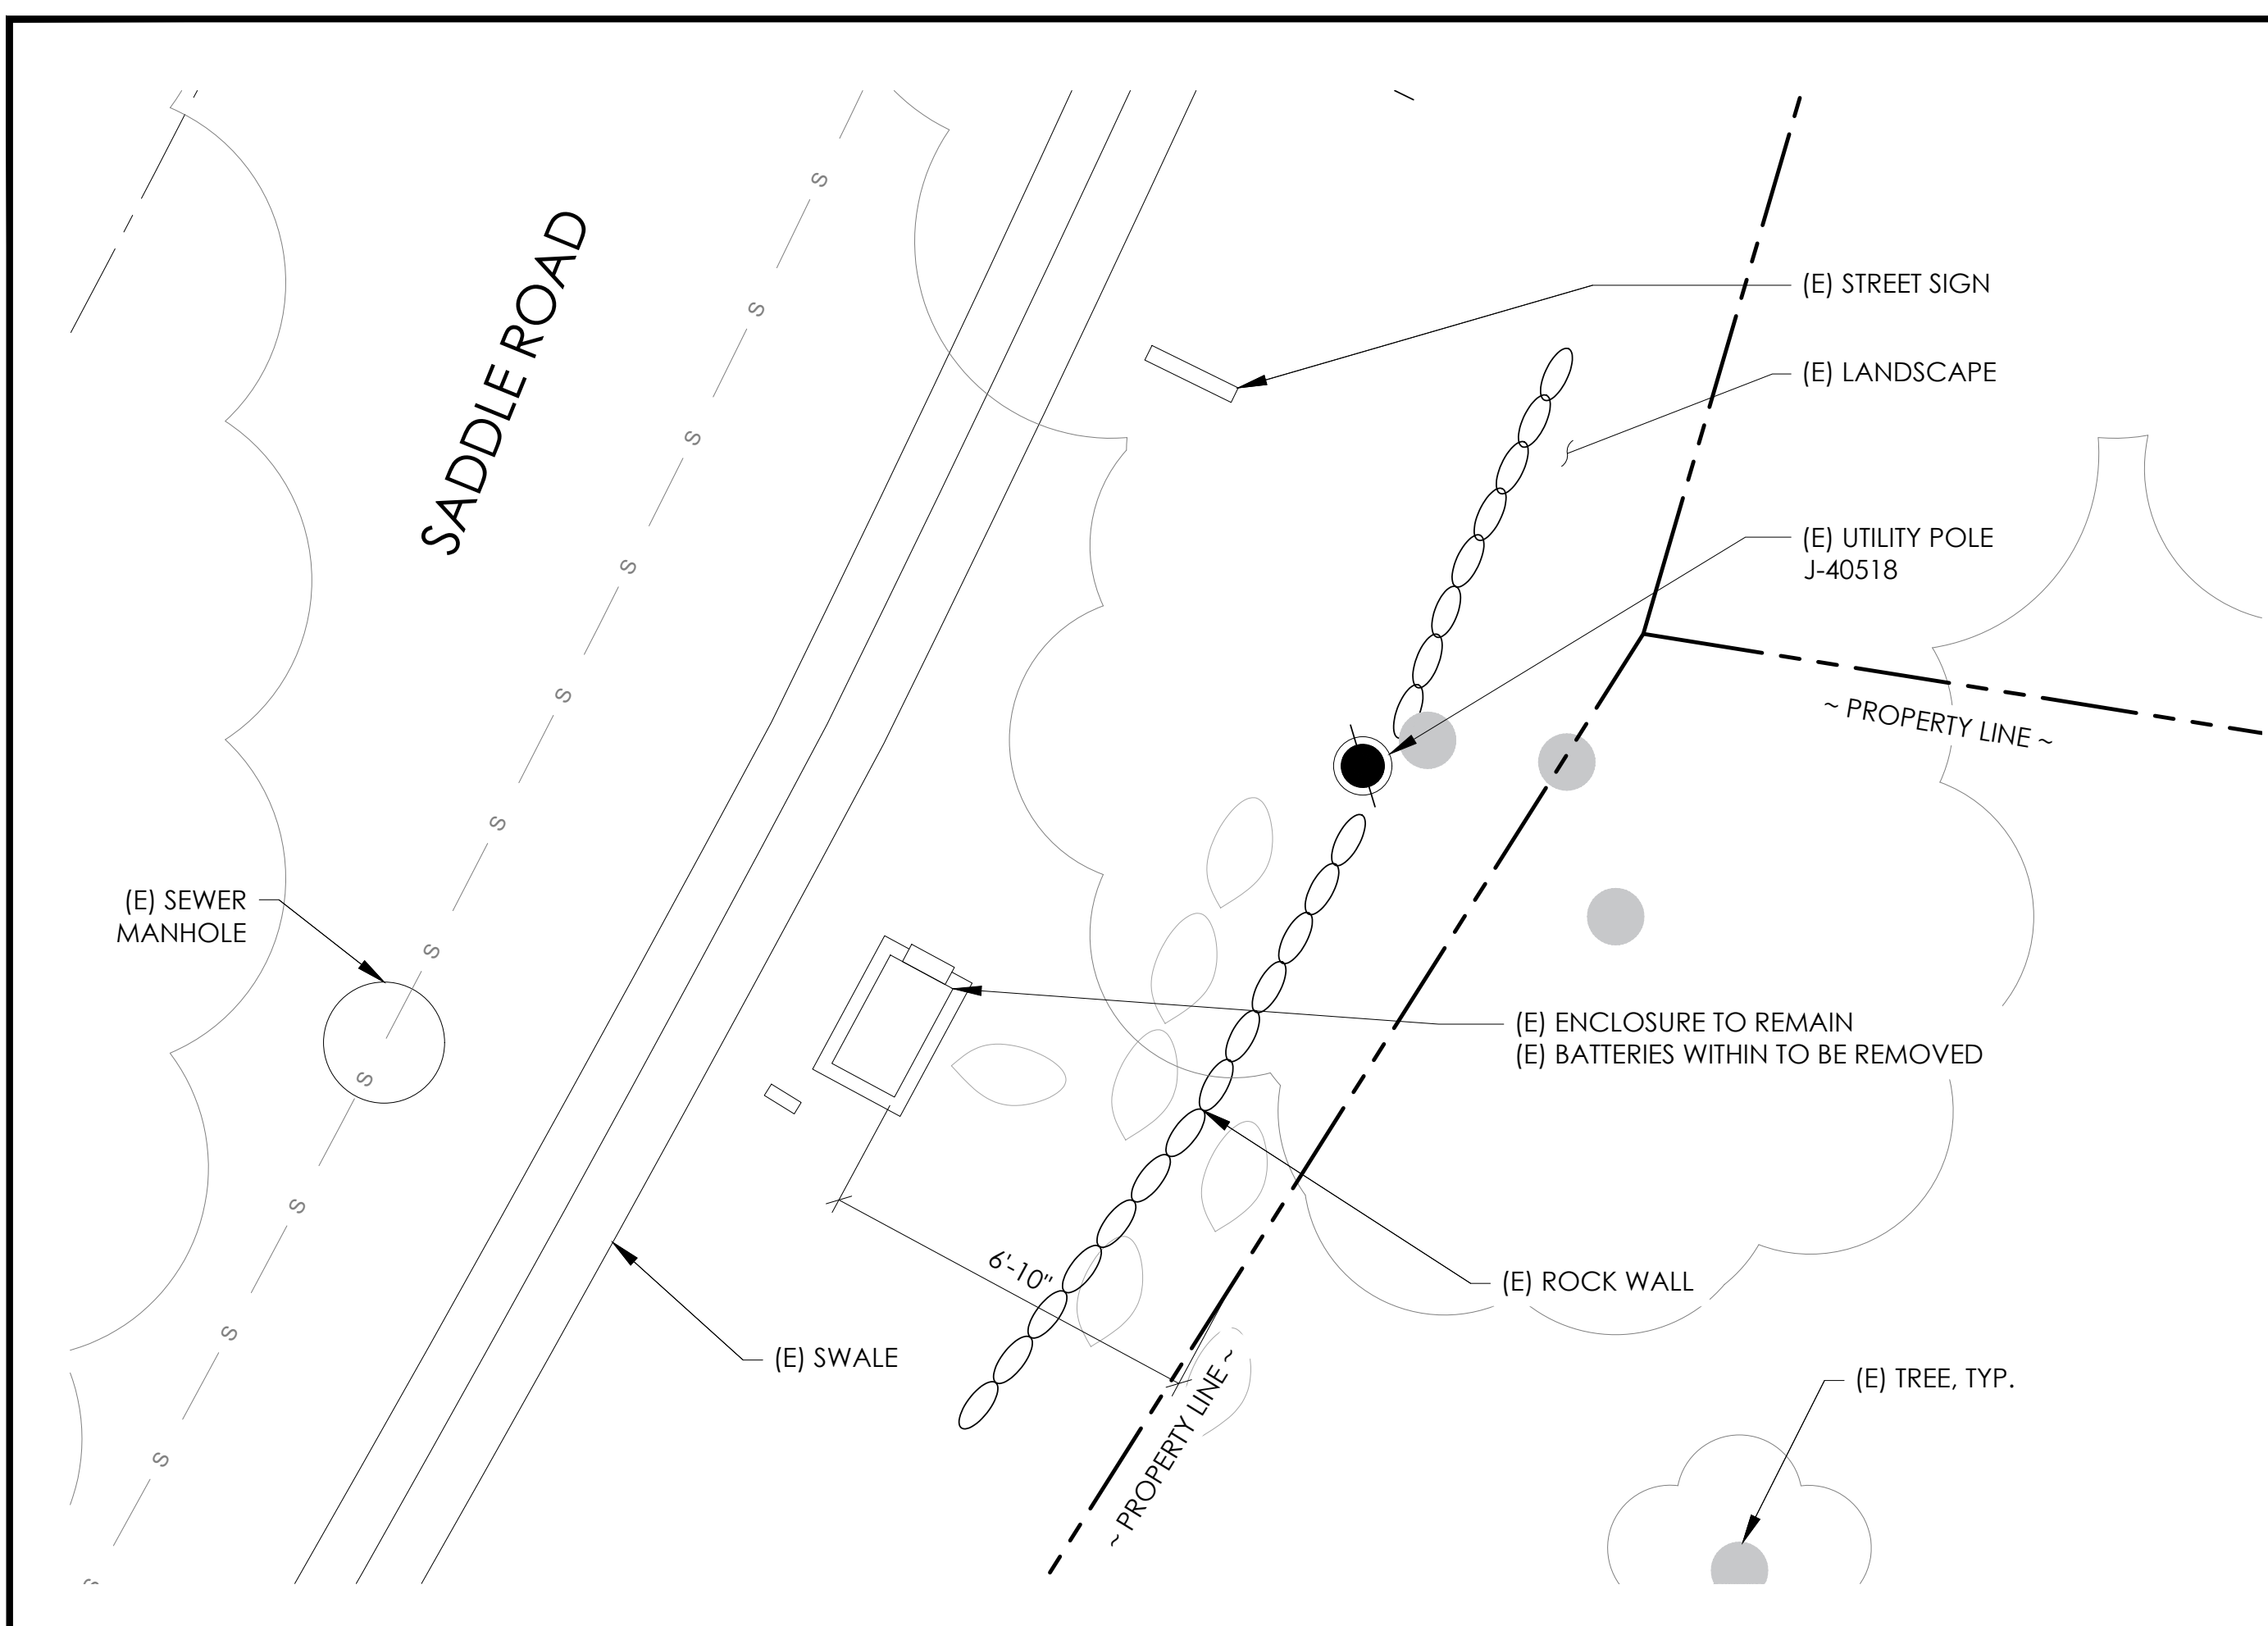 SADDLE ROAD
(E) STREET SIGN
(E) LANDSCAPE
(E) UTILITY POLE
J-40518
~ PROPERTY LINE ~
(E) SEWER
MANHOLE
(E) ENCLOSURE TO REMAIN
(E) BATTERIES WITHIN TO BE REMOVED
6'-10"
(E) ROCK WALL
(E) SWALE
~ PROPERTY LINE ~
(E) TREE, TYP.
S
S
S
S
S
S
S
S
S
S
S
S
S